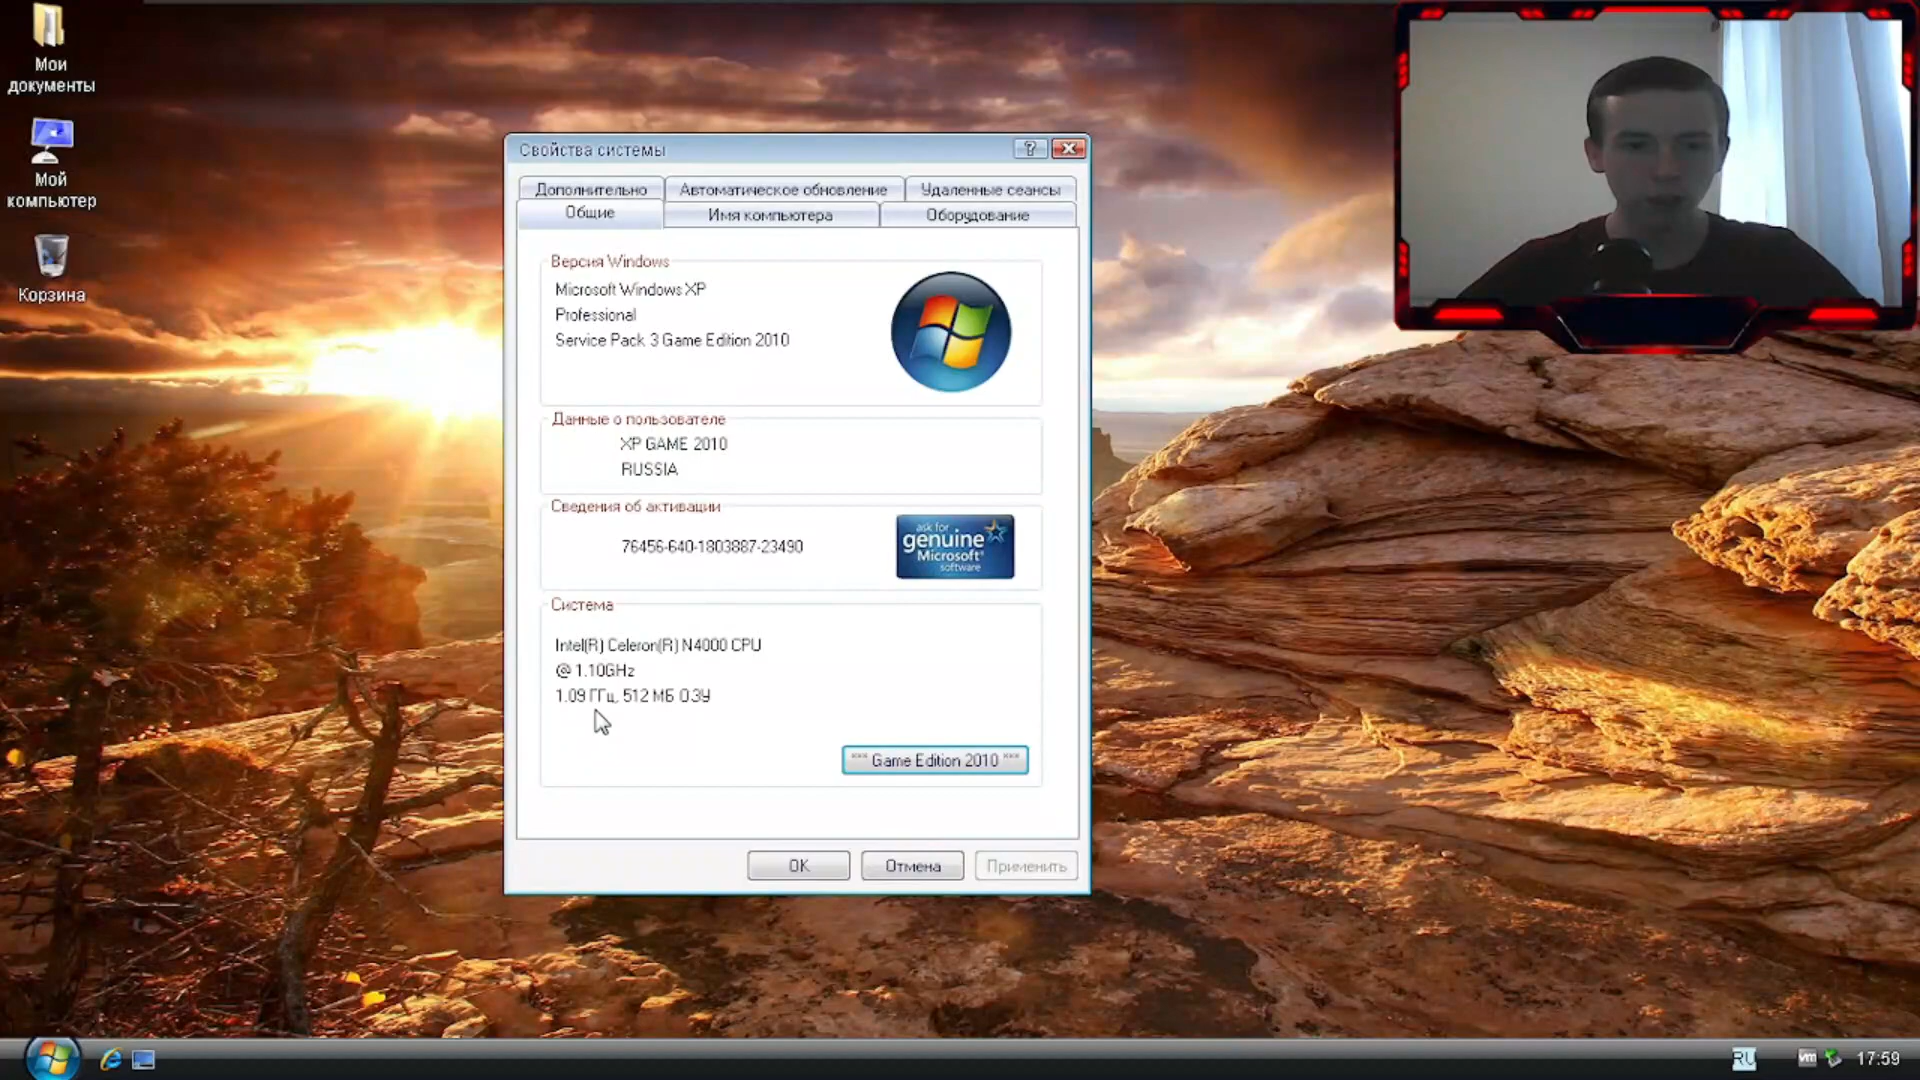 Мои
документы
Мой
компьютер
Корзина
Свойства системы
?
Дополнительно
Автоматическое обновление
Удаленные сеансы
Общие
Имя компьютера
Оборудование
Версия Windows
Microsoft Windows XP
Professional
Service Pack 3 Game Edition 2010
Данные о пользователе
XP GAME 2010
RUSSIA
Сведения об активации
76456-640-1803887-23490
ask for
genuine
Microsoft®
software
Система
Intel(R) Celeron(R) N4000 CPU
@ 1.10GHz
1.09 ГГц, 512 МБ ОЗУ
*** Game Edition 2010 ***
OK
Отмена
Применить
RU
vm
17:59